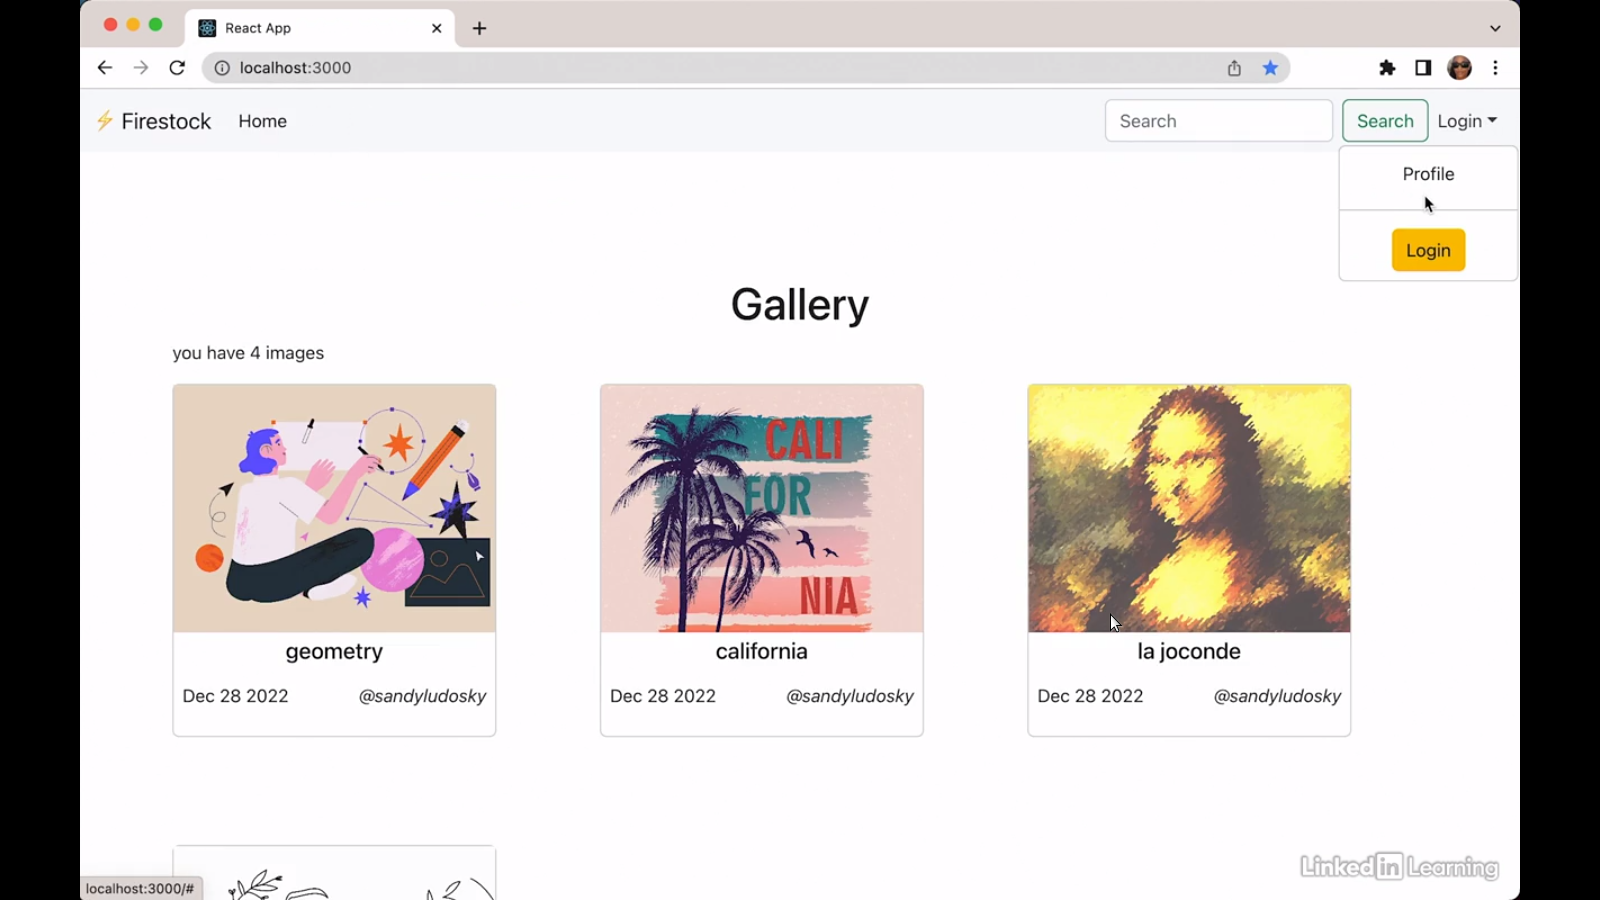 React App
localhost:3000
Firestock Home Search Search Login
Profile
Login
Gallery
you have 4 images
CALI
FOR
NIA
geometry california la joconde
Dec 28 2022 @sandyludosky Dec 28 2022 @sandyludosky Dec 28 2022 @sandyludosky
Linked in Learning
localhost:3000/#